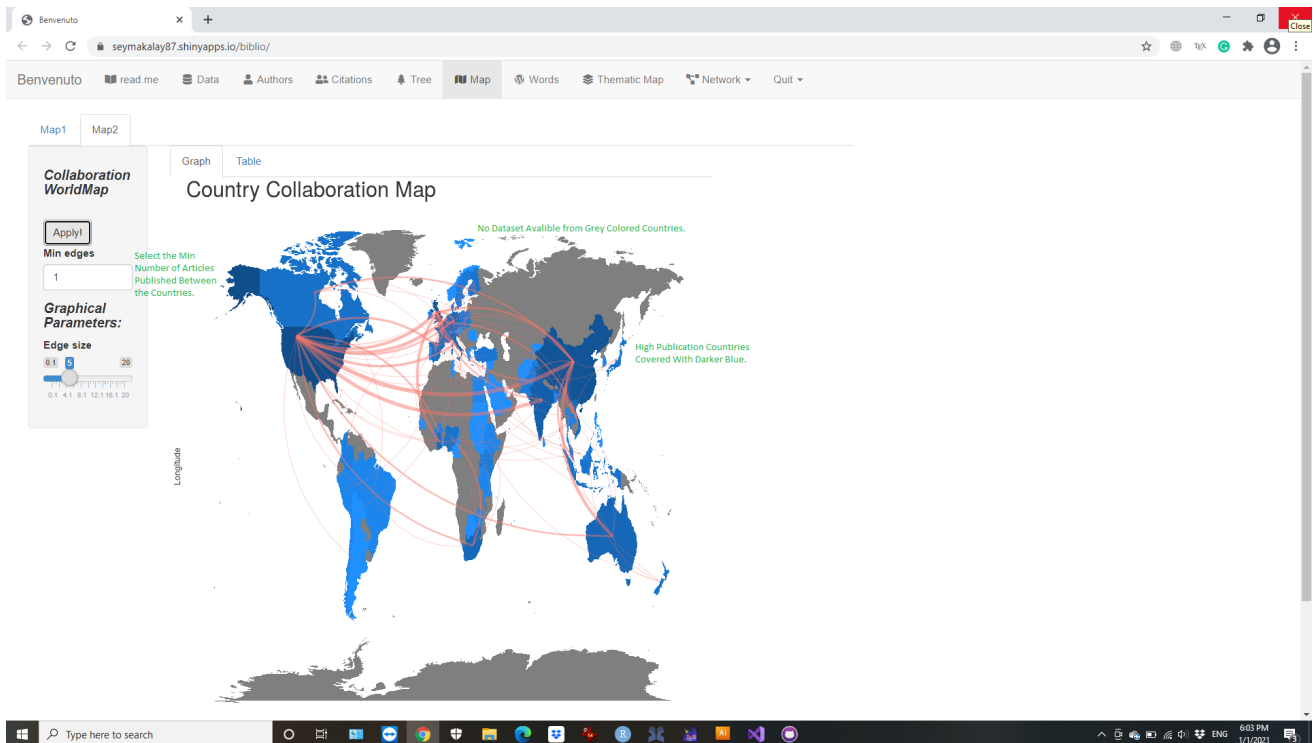 Benvenuto
Close
seymakalay87.shinyapps.io/biblio/
TEX
Benvenuto read.me Data Authors Citations Tree Map Words Thematic Map Network Quit
Map1 Map2
Graph Table
Collaboration
WorldMap
Country Collaboration Map
Apply!
Min edges
1
Select the Min
Number of Articles
Published Between
the Countries.
No Dataset Avalible from Grey Colored Countries.
Graphical
Parameters:
Edge size
0.1 5 20
0.1 4.1 8.1 12.1 16.1 20
High Publication Countiries
Covered With Darker Blue.
Longitude
Type here to search
R
Ai
ENG
6:03 PM
1/1/2021
3